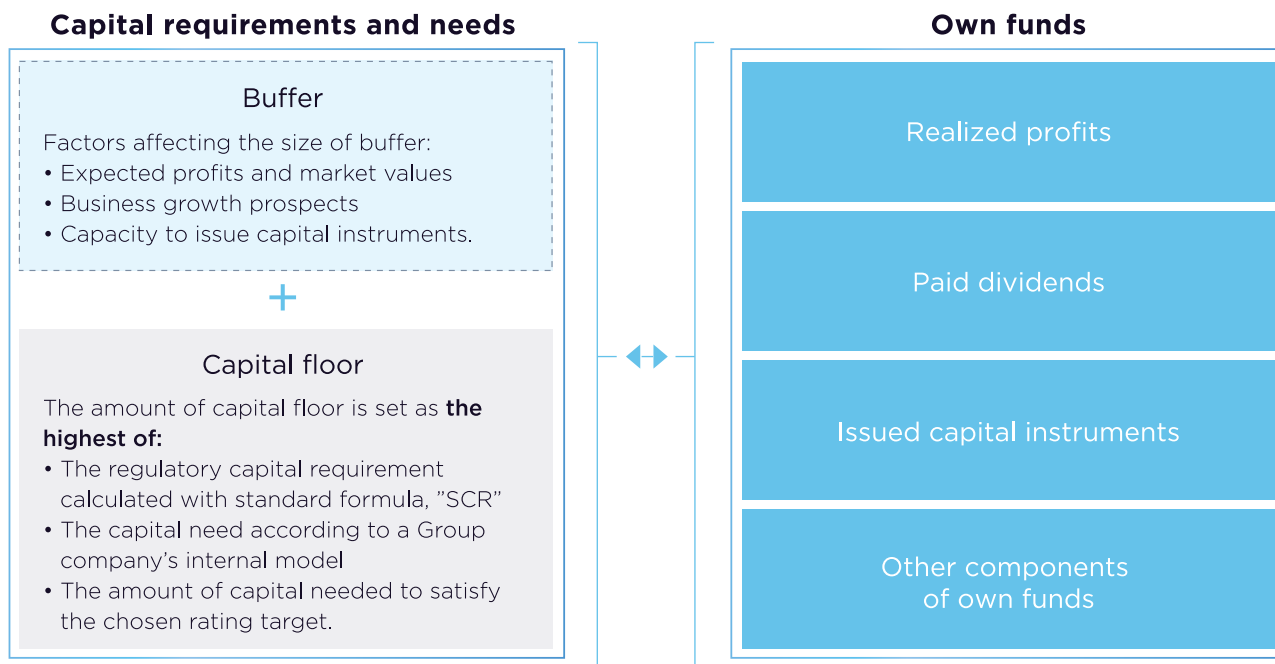 Capital requirements and needs
Buffer
Factors affecting the size of buffer:
• Expected profits and market values
• Business growth prospects
• Capacity to issue capital instruments.
+
Capital floor
The amount of capital floor is set as the
highest of:
• The regulatory capital requirement
calculated with standard formula, ”SCR”
• The capital need according to a Group
company’s internal model
• The amount of capital needed to satisfy
the chosen rating target.
Own funds
Realized profits
Paid dividends
Issued capital instruments
Other components
of own funds